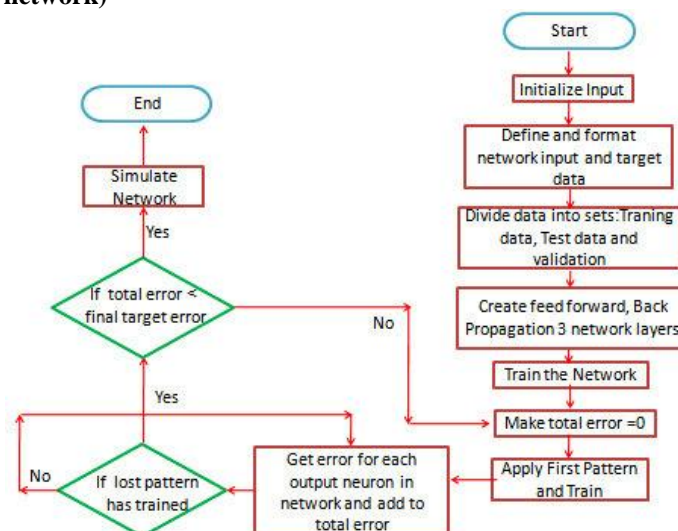 network)
Start
Initialize Input
Define and format
network input and target
data
Divide data into sets:Traning
data, Test data and
validation
Create feed forward, Back
Propagation 3 network layers
Train the Network
Make total error =0
Apply First Pattern
and Train
Get error for each
output neuron in
network and add to
total error
If lost pattern
has trained
No
Yes
If total error <
final target error
No
Yes
Simulate
Network
End